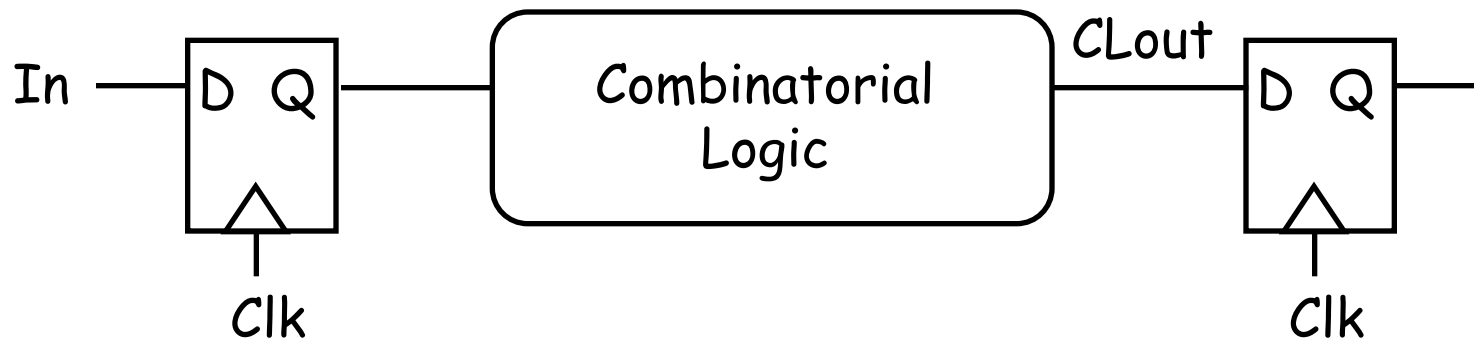 In
D Q
Combinatorial
Logic
CLout
D Q
Clk
Clk